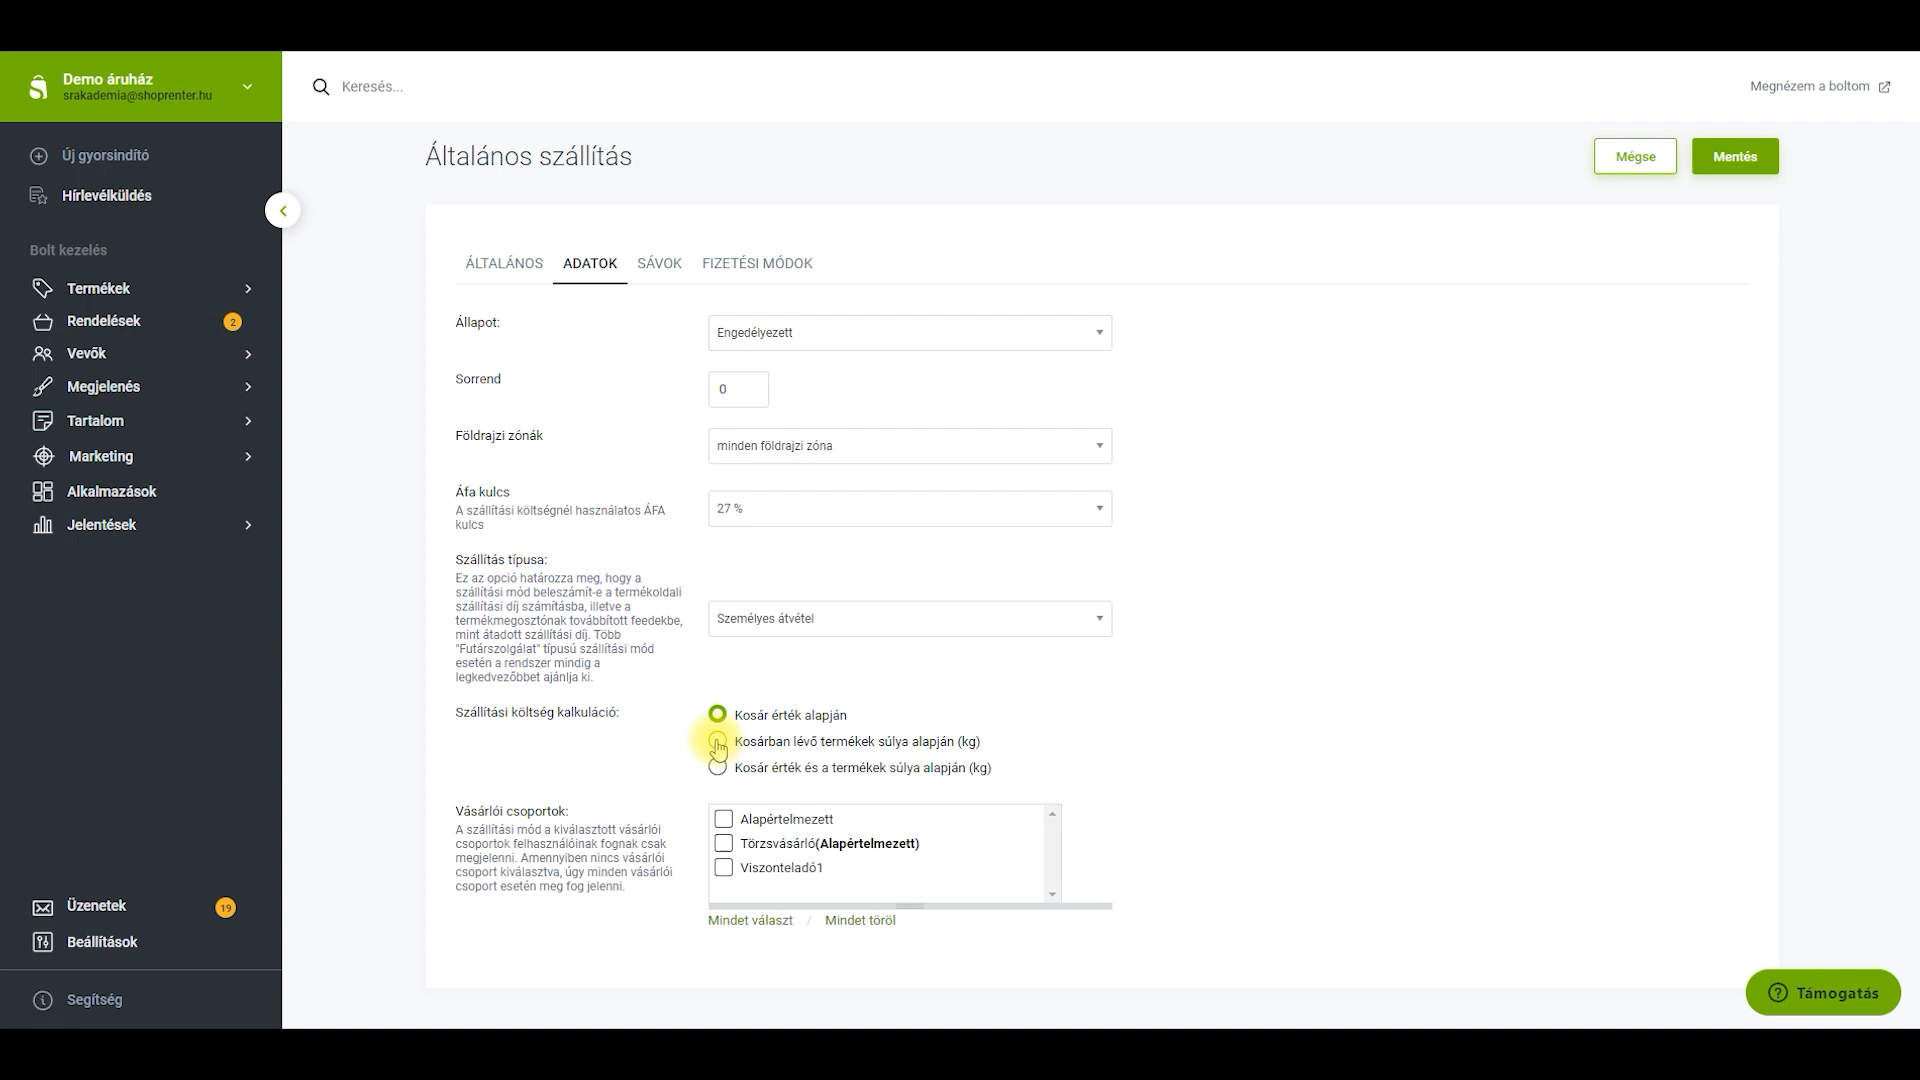 Demo áruház
srakademia@shoprenter.hu
Keresés...
Megnézem a boltom
Új gyorsindító
Hírlevélküldés
Bolt kezelés
Termékek
Rendelések 2
Vevők
Megjelenés
Tartalom
Marketing
Alkalmazások
Jelentések
Üzenetek 19
Beállítások
Segítség
Általános szállítás
Mégse
Mentés
ÁLTALÁNOS ADATOK SÁVOK FIZETÉSI MÓDOK
Állapot:
Engedélyezett
Sorrend
0
Földrajzi zónák
minden földrajzi zóna
Áfa kulcs
A szállítási költségnél használatos ÁFA
kulcs
27 %
Szállítás típusa:
Ez az opció határozza meg, hogy a
szállítási mód beleszámít-e a termékoldali
szállítási díj számításba, illetve a
termékmegosztónak továbbított feedekbe,
mint átadott szállítási díj. Több
"Futárszolgálat" típusú szállítási mód
esetén a rendszer mindig a
legkedvezőbbet ajánlja ki.
Személyes átvétel
Szállítási költség kalkuláció:
Kosár érték alapján
Kosárban lévő termékek súlya alapján (kg)
Kosár érték és a termékek súlya alapján (kg)
Vásárlói csoportok:
A szállítási mód a kiválasztott vásárlói
csoportok felhasználóinak fognak csak
megjelenni. Amennyiben nincs vásárlói
csoport kiválasztva, úgy minden vásárlói
csoport esetén meg fog jelenni.
Alapértelmezett
Törzsvásárló(Alapértelmezett)
Viszonteladó1
Mindet választ / Mindet töröl
Támogatás